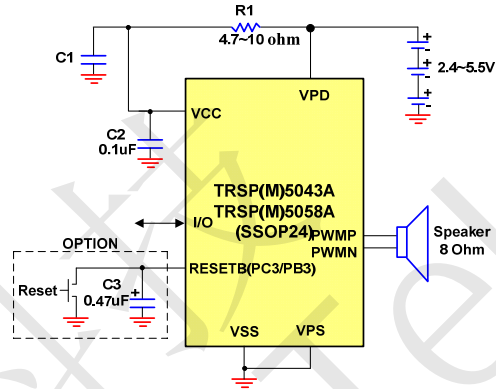 R1
4.7~10 ohm
C1
+
-
+
-
+
-
2.4~5.5V
VPD
VCC
C2
0.1uF
TRSP(M)5043A
TRSP(M)5058A
(SSOP24)
I/O
PWMP
PWMN
Speaker
8 Ohm
OPTION
RESETB(PC3/PB3)
Reset
C3
+
0.47uF
VSS
VPS